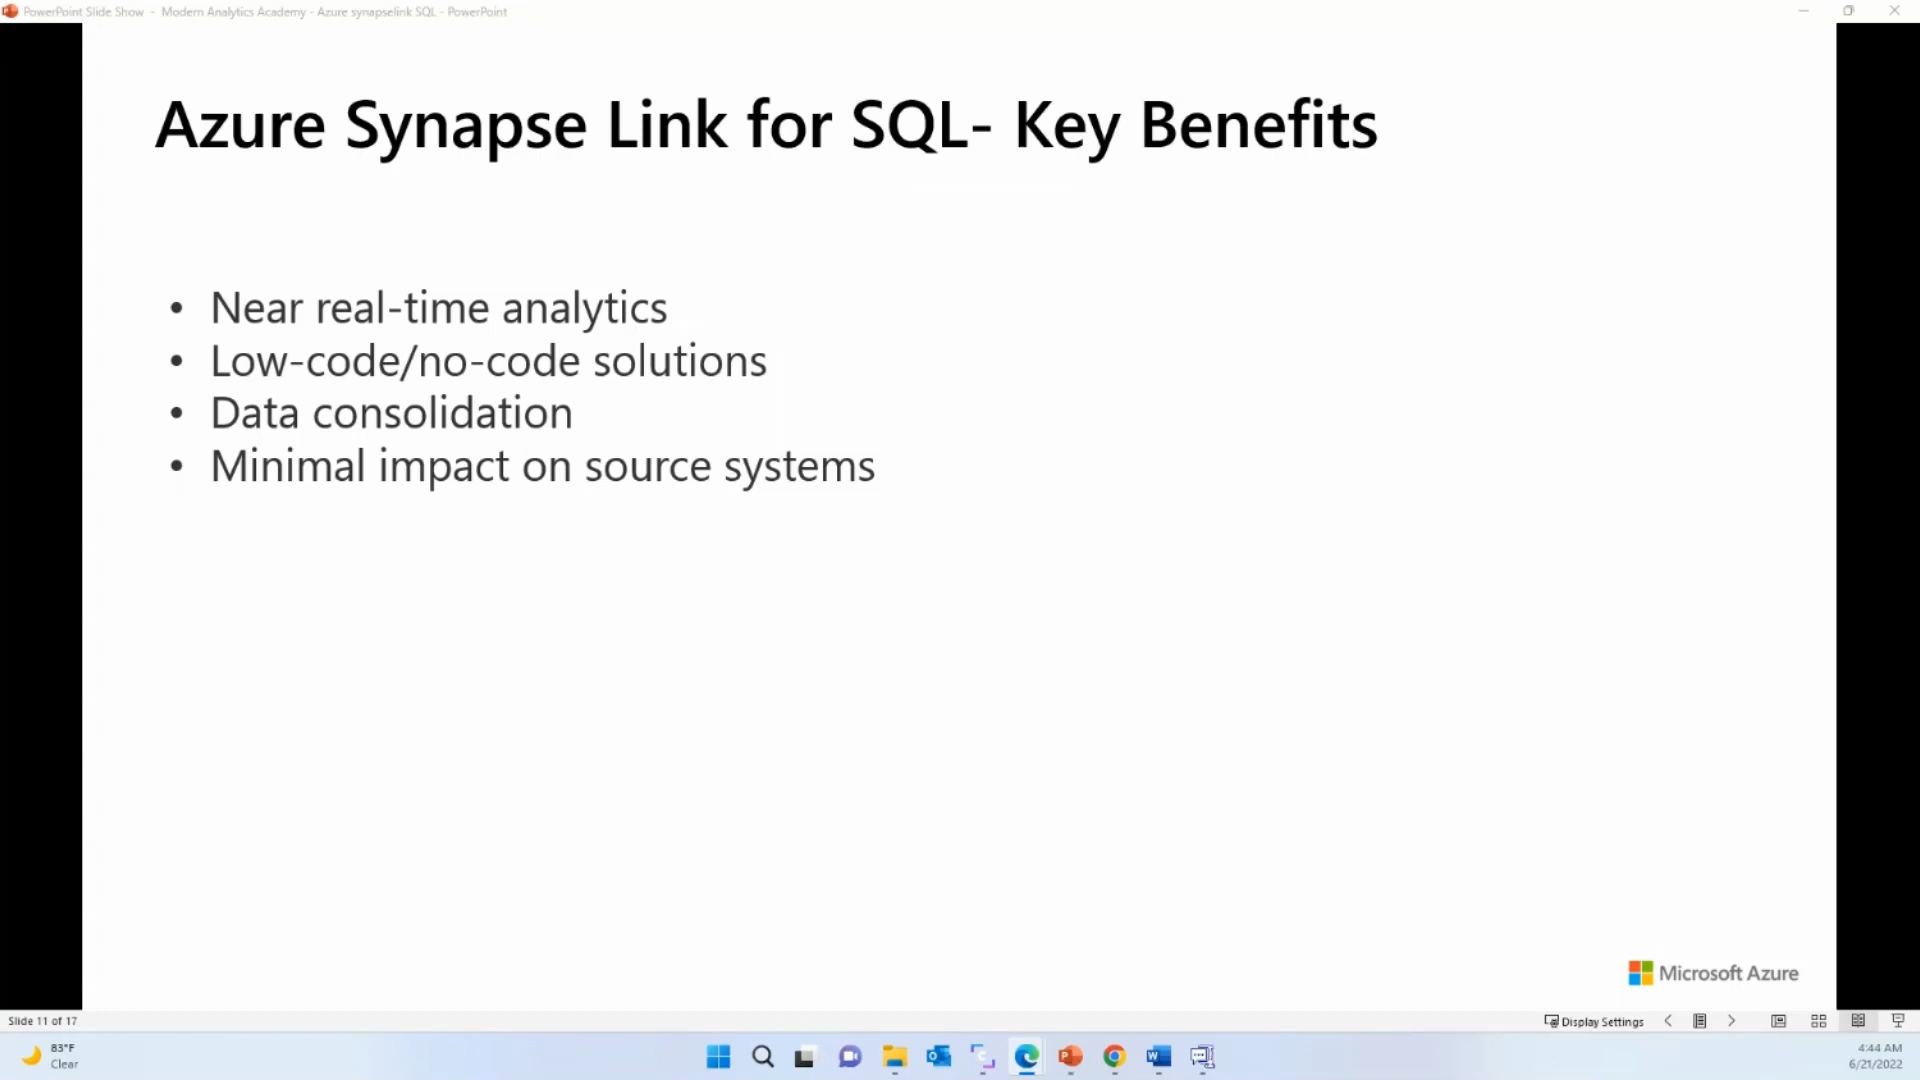 PowerPoint Slide Show - Modern Analytics Academy - Azure synapselink SQL - PowerPoint
Azure Synapse Link for SQL- Key Benefits
• Near real-time analytics
• Low-code/no-code solutions
• Data consolidation
• Minimal impact on source systems
Microsoft Azure
Slide 11 of 17
Display Settings
83°F
Clear
4:44 AM
6/21/2022